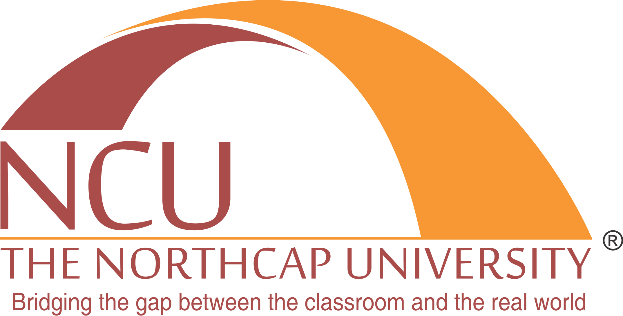 NCU
THE NORTHCAP UNIVERSITY ®
Bridging the gap between the classroom and the real world